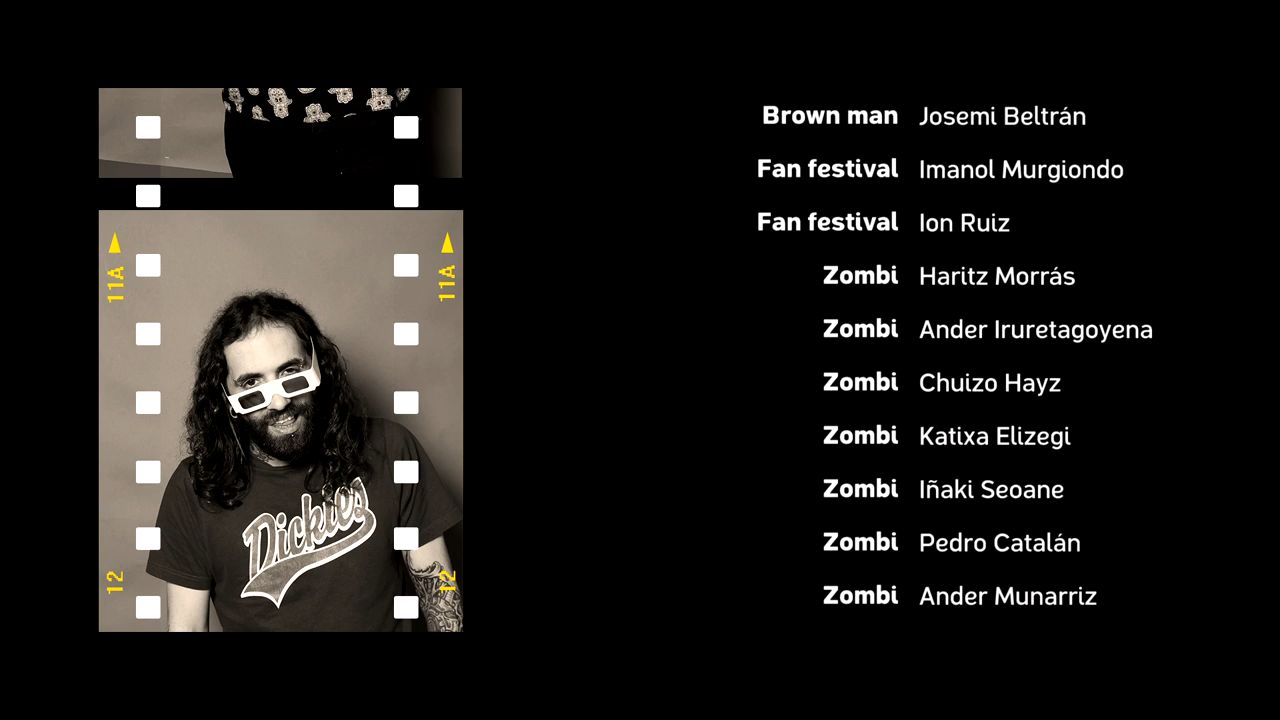 11A
11A
Dickies
12
12
Brown man Josemi Beltrán
Fan festival Imanol Murgiondo
Fan festival Ion Ruiz
Zombi Haritz Morrás
Zombi Ander Iruretagoyena
Zombi Chuizo Hayz
Zombi Katixa Elizegi
Zombi Iñaki Seoane
Zombi Pedro Catalán
Zombi Ander Munarriz